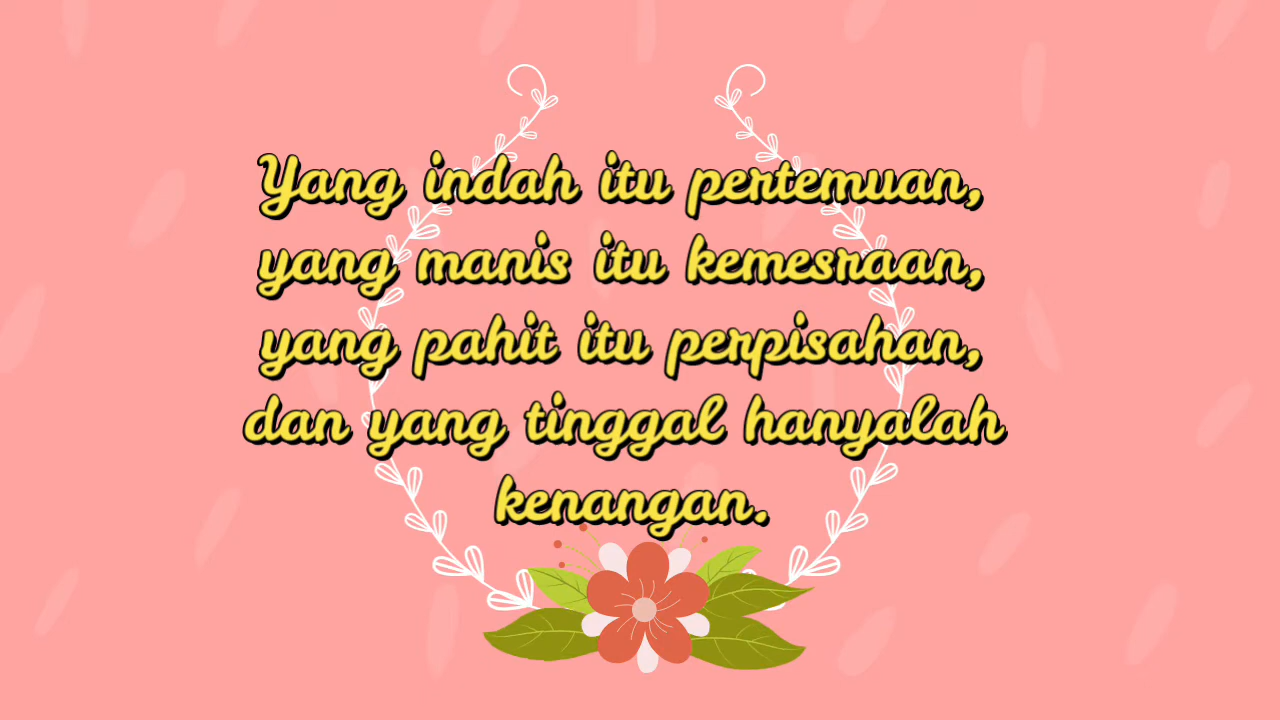 Yang indah itu pertemuan,
yang manis itu kemesraan,
yang pahit itu perpisahan,
dan yang tinggal hanyalah
kenangan.